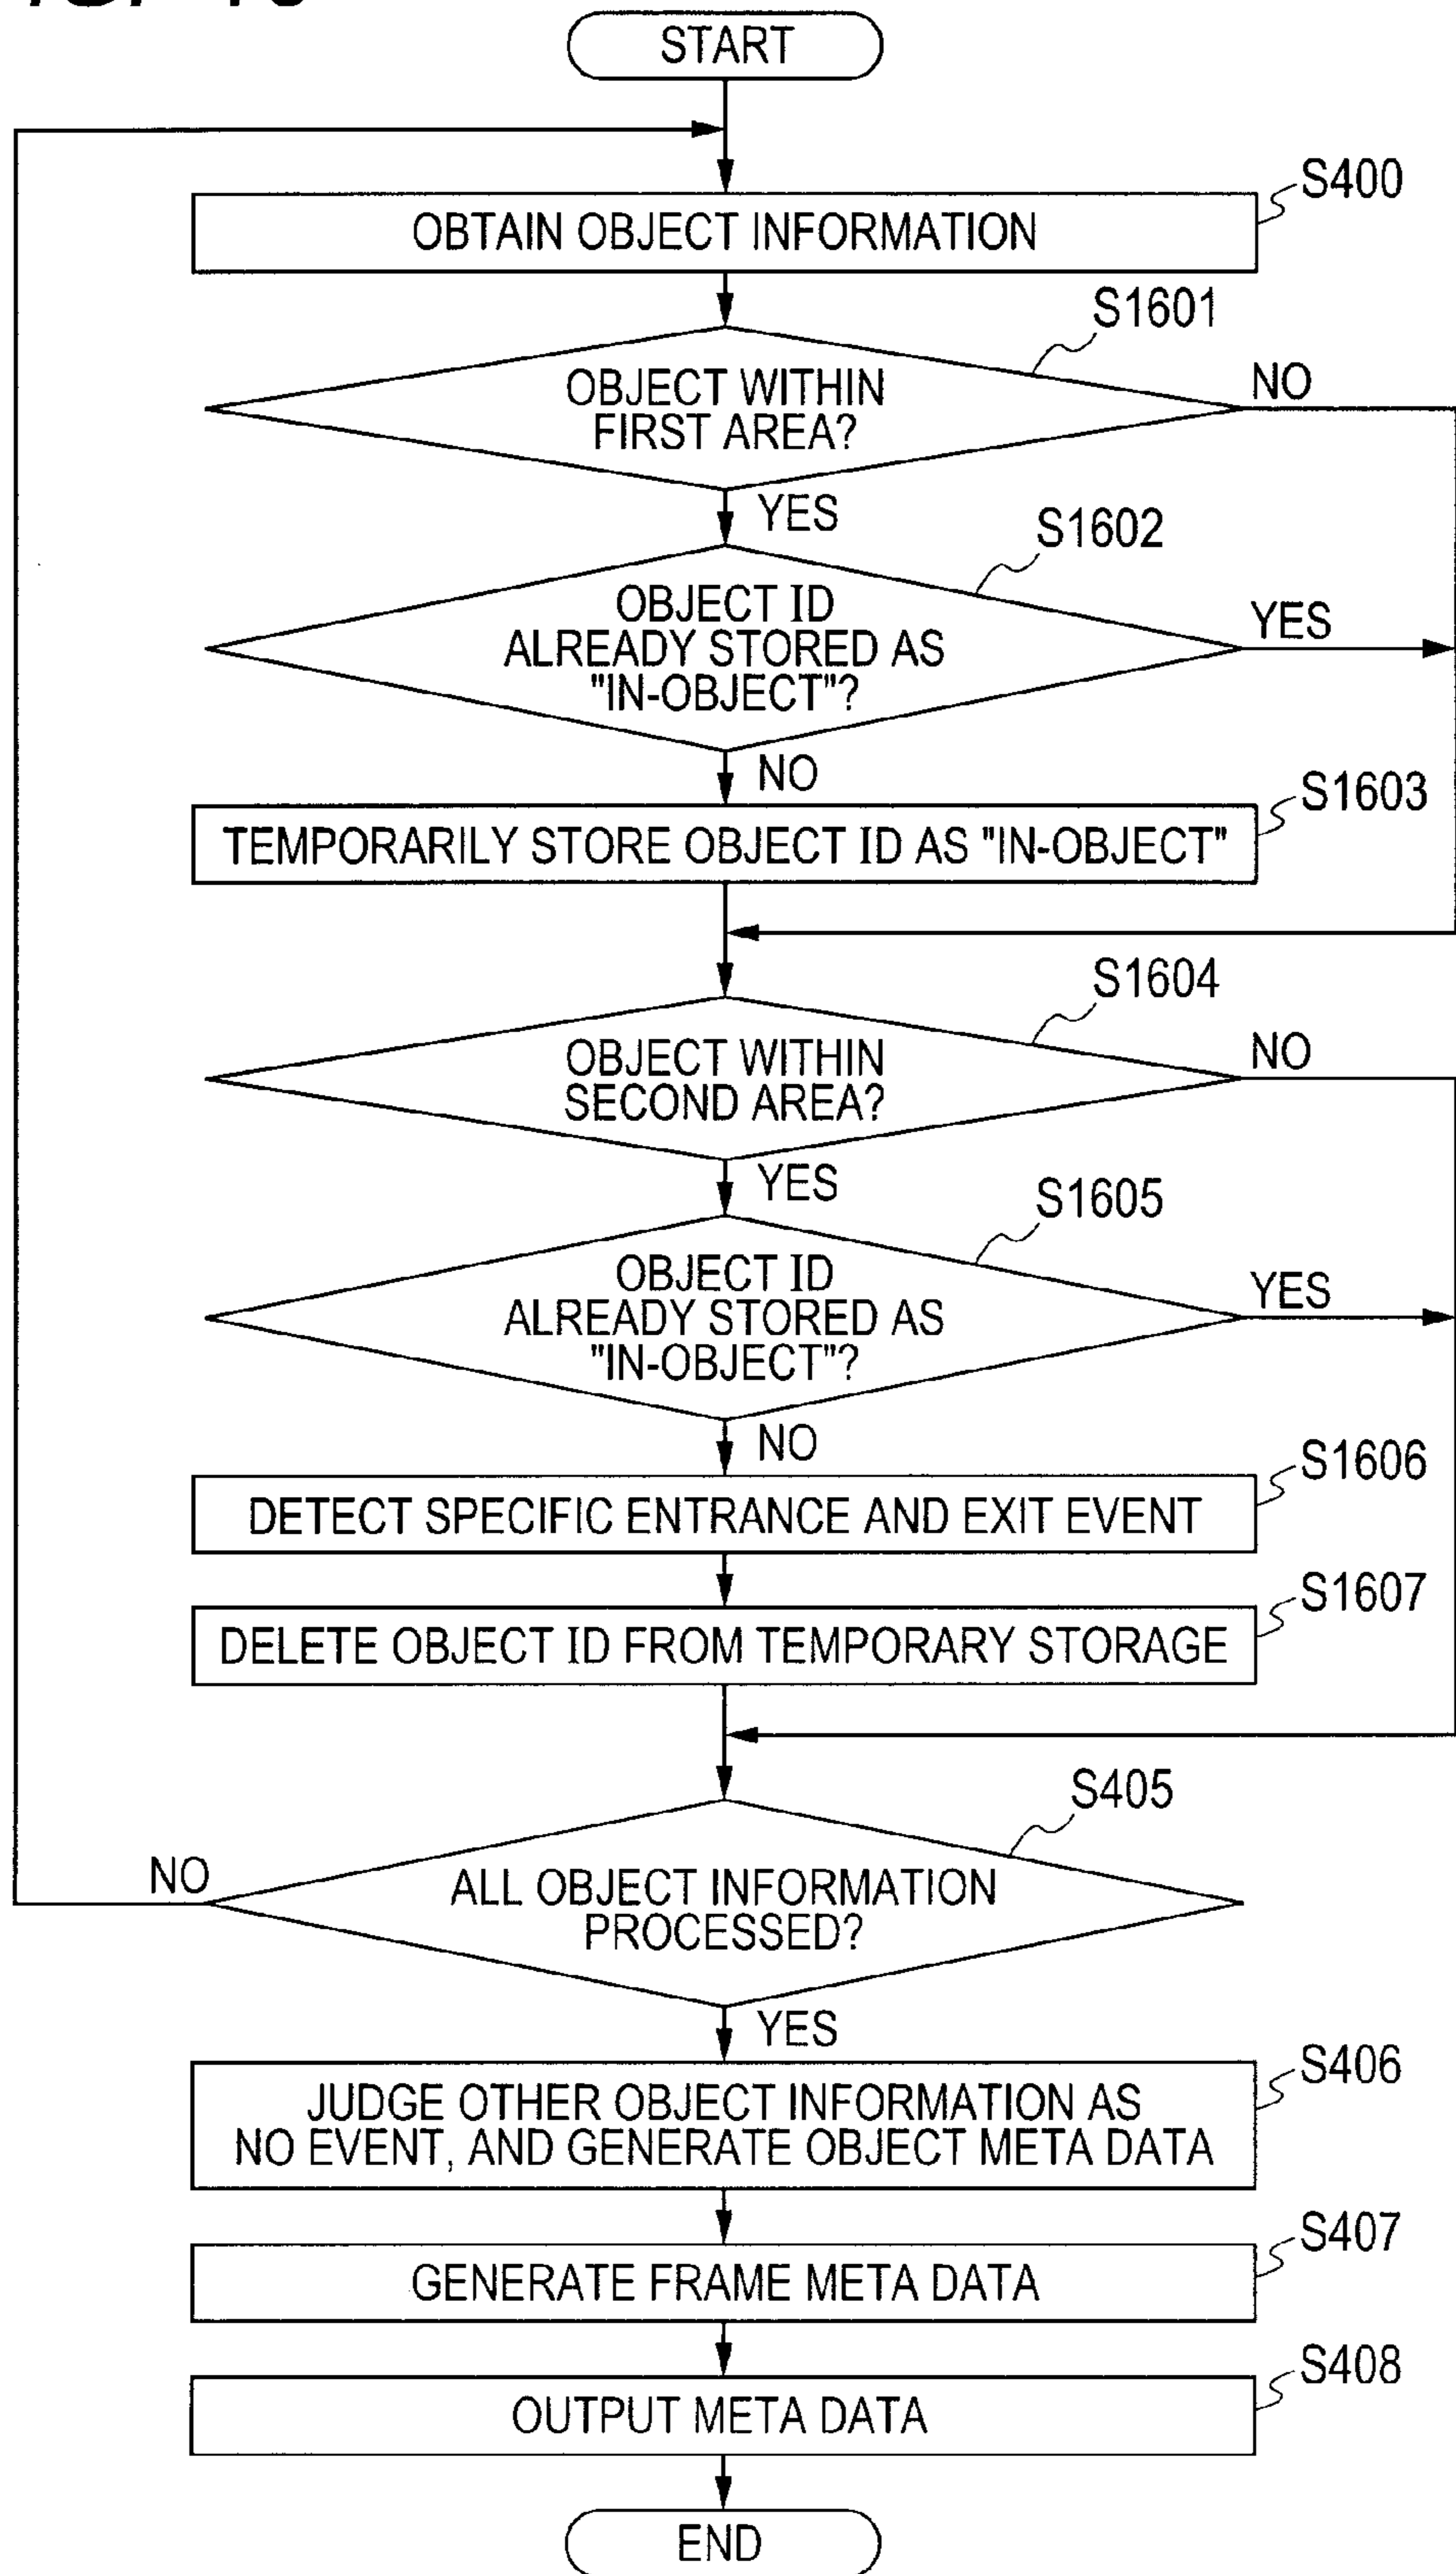 START
S400
OBTAIN OBJECT INFORMATION
S1601
OBJECT WITHIN
FIRST AREA?
NO
YES
S1602
OBJECT ID
ALREADY STORED AS
"IN-OBJECT"?
YES
NO
S1603
TEMPORARILY STORE OBJECT ID AS "IN-OBJECT"
S1604
OBJECT WITHIN
SECOND AREA?
NO
YES
S1605
OBJECT ID
ALREADY STORED AS
"IN-OBJECT"?
YES
NO
S1606
DETECT SPECIFIC ENTRANCE AND EXIT EVENT
S1607
DELETE OBJECT ID FROM TEMPORARY STORAGE
S405
ALL OBJECT INFORMATION
PROCESSED?
NO
YES
S406
JUDGE OTHER OBJECT INFORMATION AS
NO EVENT, AND GENERATE OBJECT META DATA
S407
GENERATE FRAME META DATA
S408
OUTPUT META DATA
END